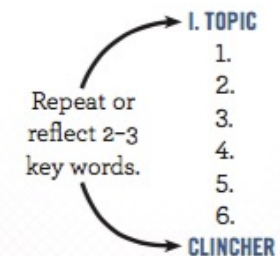 I. TOPIC
1.
2.
3.
4.
5.
6.
CLINCHER
Repeat or
reflect 2–3
key words.